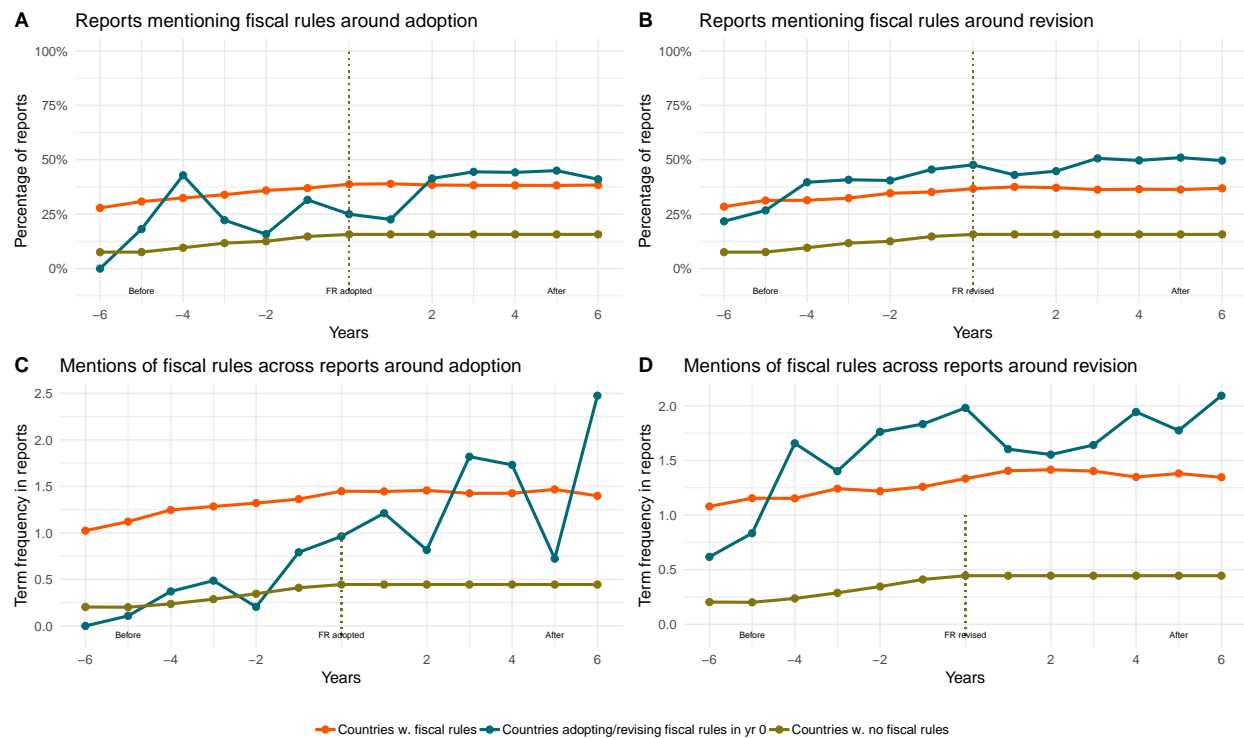 A Reports mentioning fiscal rules around adoption
Percentage of reports
100%
75%
50%
25%
0%
Before FR adopted After
−6 −4 −2 2 4 6
Years
B Reports mentioning fiscal rules around revision
Percentage of reports
100%
75%
50%
25%
0%
Before FR revised After
−6 −4 −2 2 4 6
Years
C Mentions of fiscal rules across reports around adoption
Term frequency in reports
2.5
2.0
1.5
1.0
0.5
0.0
Before FR adopted After
−6 −4 −2 2 4 6
Years
D Mentions of fiscal rules across reports around revision
Term frequency in reports
2.0
1.5
1.0
0.5
0.0
Before FR revised After
−6 −4 −2 2 4 6
Years
Countries w. fiscal rules Countries adopting/revising fiscal rules in yr 0 Countries w. no fiscal rules